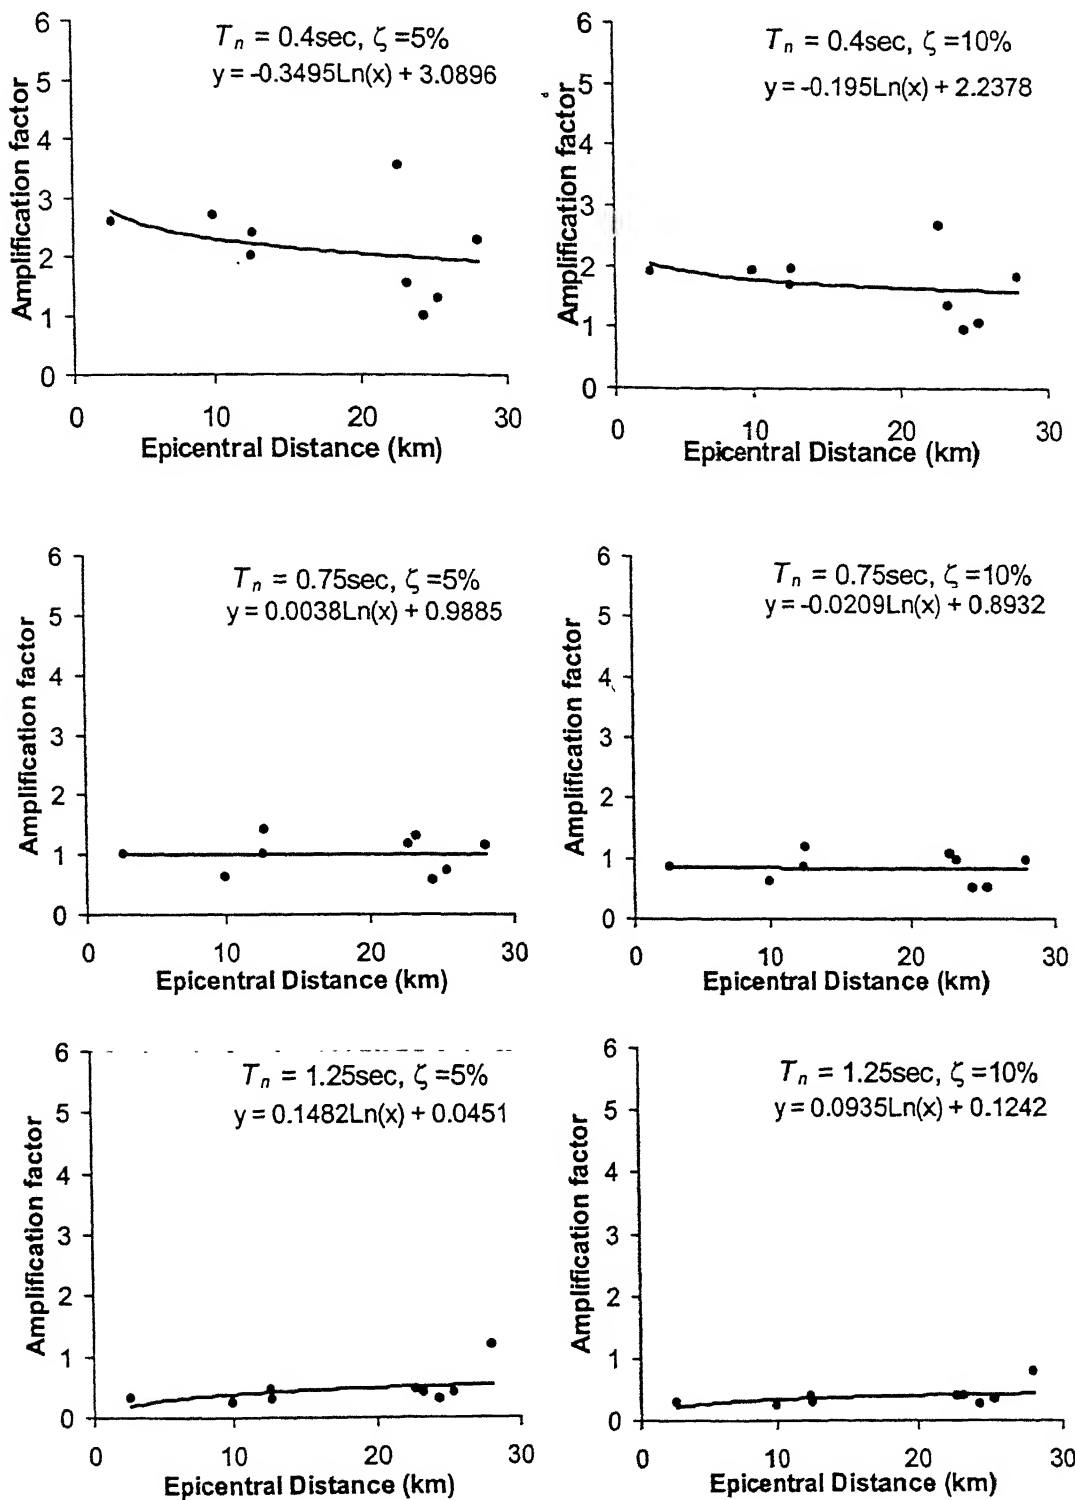 T_n = 0.4sec, ζ =5%
y = -0.3495Ln(x) + 3.0896
Amplification factor
6
5
4
3
2
1
0
0 10 20 30
Epicentral Distance (km)
T_n = 0.4sec, ζ =10%
y = -0.195Ln(x) + 2.2378
Amplification factor
6
5
4
3
2
1
0
0 10 20 30
Epicentral Distance (km)
T_n = 0.75sec, ζ =5%
y = 0.0038Ln(x) + 0.9885
Amplification factor
6
5
4
3
2
1
0
0 10 20 30
Epicentral Distance (km)
T_n = 0.75sec, ζ =10%
y = -0.0209Ln(x) + 0.8932
Amplification factor
6
5
4
3
2
1
0
0 10 20 30
Epicentral Distance (km)
T_n = 1.25sec, ζ =5%
y = 0.1482Ln(x) + 0.0451
Amplification factor
6
5
4
3
2
1
0
0 10 20 30
Epicentral Distance (km)
T_n = 1.25sec, ζ =10%
y = 0.0935Ln(x) + 0.1242
Amplification factor
6
5
4
3
2
1
0
0 10 20 30
Epicentral Distance (km)